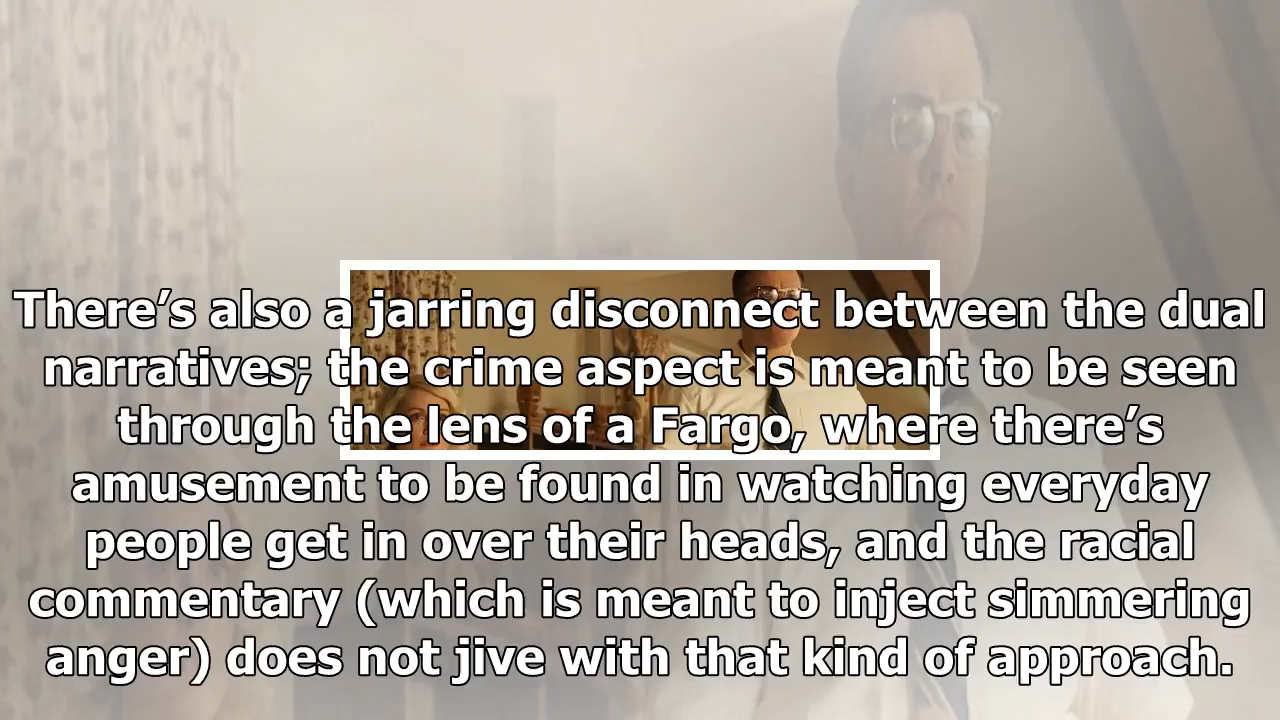 There’s also a jarring disconnect between the dual
narratives; the crime aspect is meant to be seen
through the lens of a Fargo, where there’s
amusement to be found in watching everyday
people get in over their heads, and the racial
commentary (which is meant to inject simmering
anger) does not jive with that kind of approach.